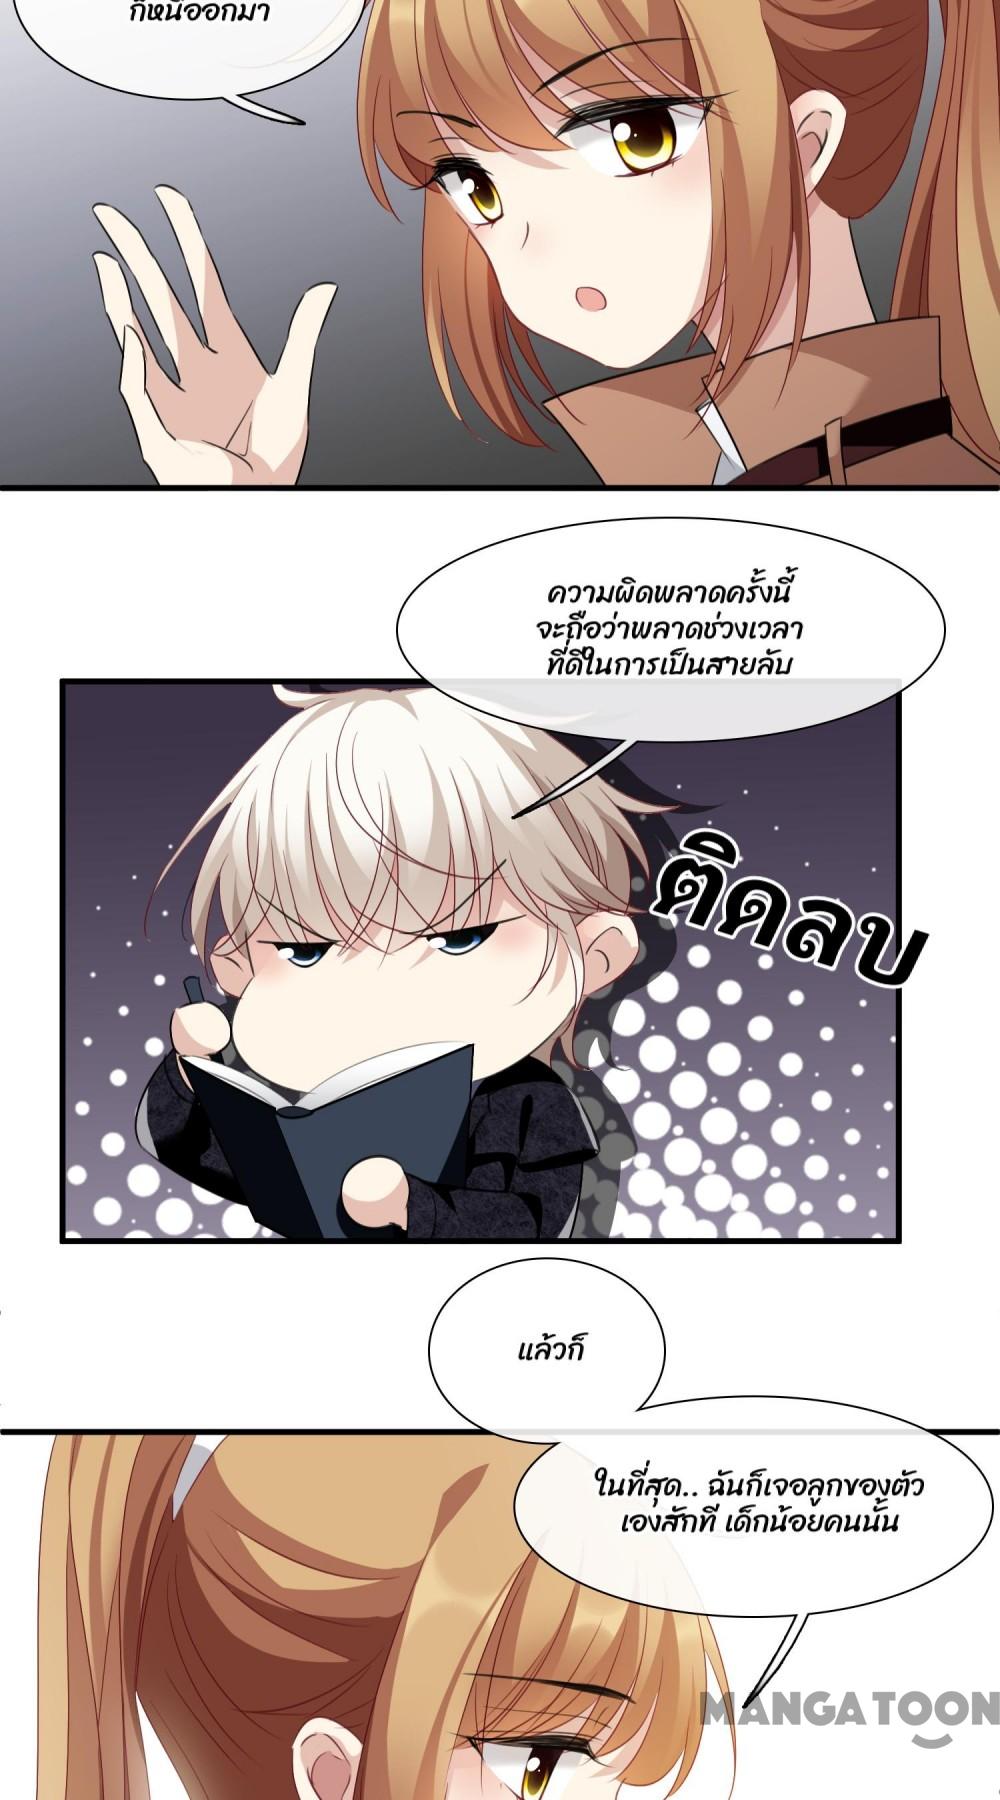 ก็หนีออกมา
ความผิดพลาดครั้งนี้
จะถือว่าพลาดช่วงเวลา
ที่ดีในการเป็นสายลับ
ติดลบ
แล้วก็
ในที่สุด.. ฉันก็เจอลูกของตัว
เองสักที เด็กน้อยคนนั้น
MANGATOON